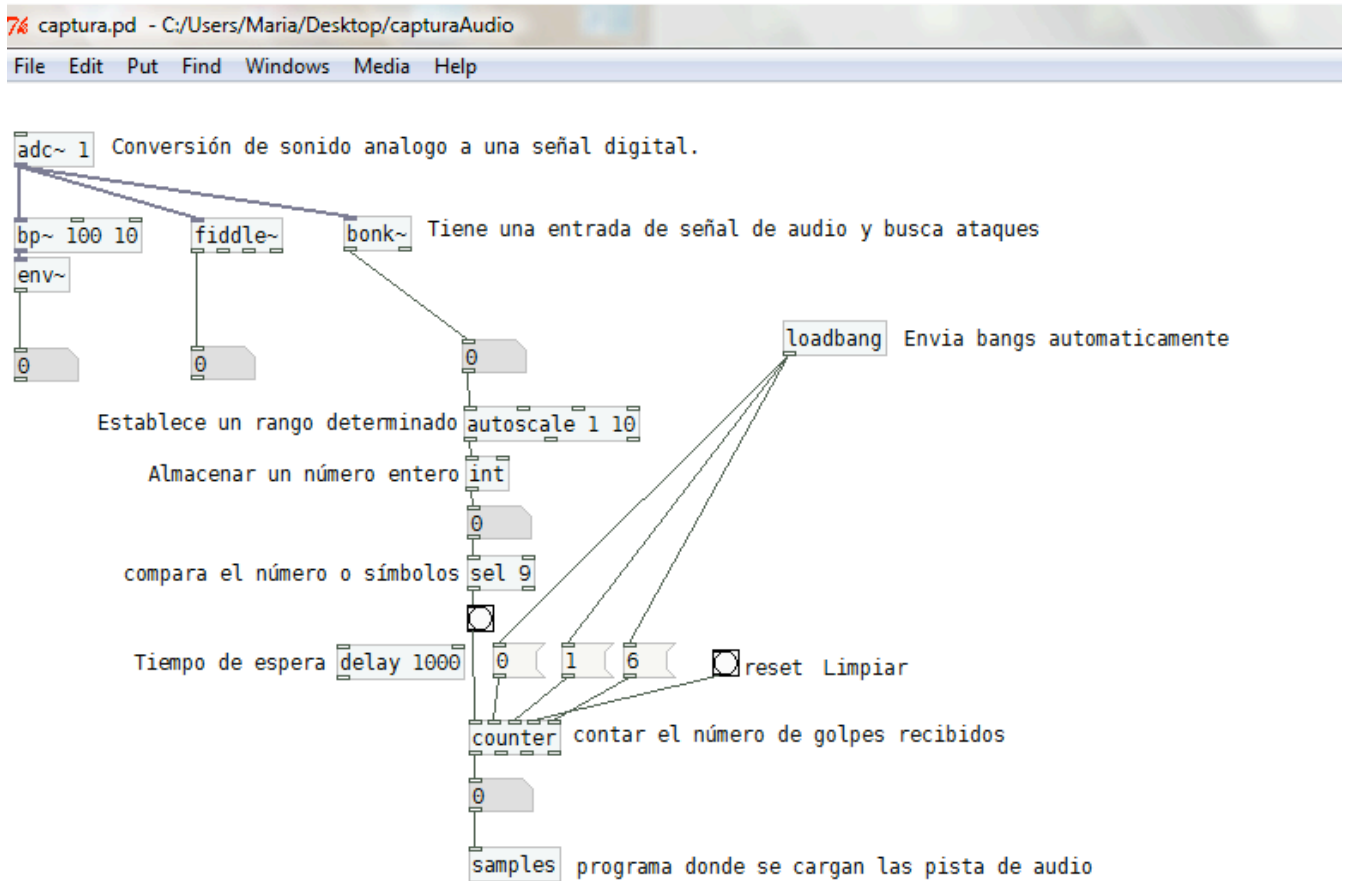 captura.pd - C:/Users/Maria/Desktop/capturaAudio
File Edit Put Find Windows Media Help
adc~ 1 Conversión de sonido analogo a una señal digital.
bp~ 100 10 fiddle~ bonk~ Tiene una entrada de señal de audio y busca ataques
env~
loadbang Envia bangs automaticamente
0 0 0
Establece un rango determinado autoscale 1 10
Almacenar un número entero int
0
compara el número o símbolos sel 9
Tiempo de espera delay 1000 0 1 6 reset Limpiar
counter contar el número de golpes recibidos
0
samples programa donde se cargan las pista de audio